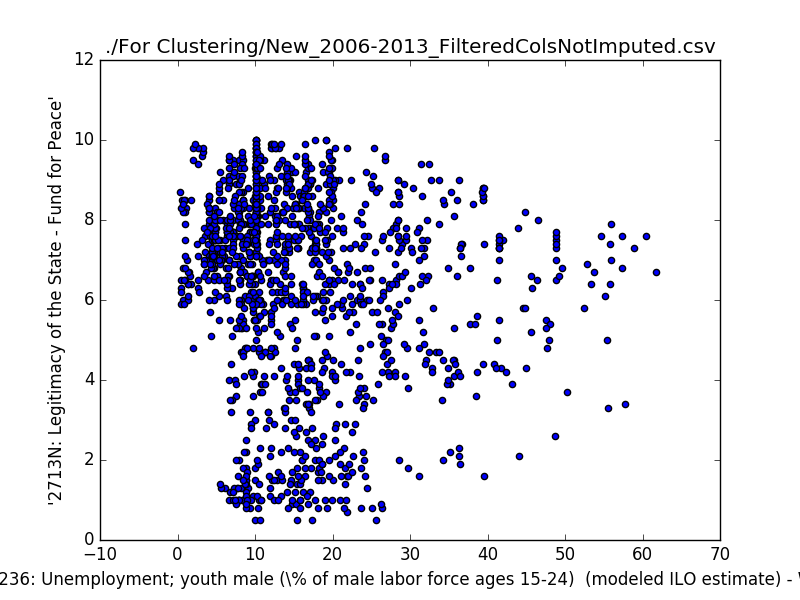 ./For Clustering/New_2006-2013_FilteredColsNotImputed.csv
'2713N: Legitimacy of the State - Fund for Peace'
12
10
8
6
4
2
0
−10 0 10 20 30 40 50 60 70
236: Unemployment; youth male (\% of male labor force ages 15-24) (modeled ILO estimate) -